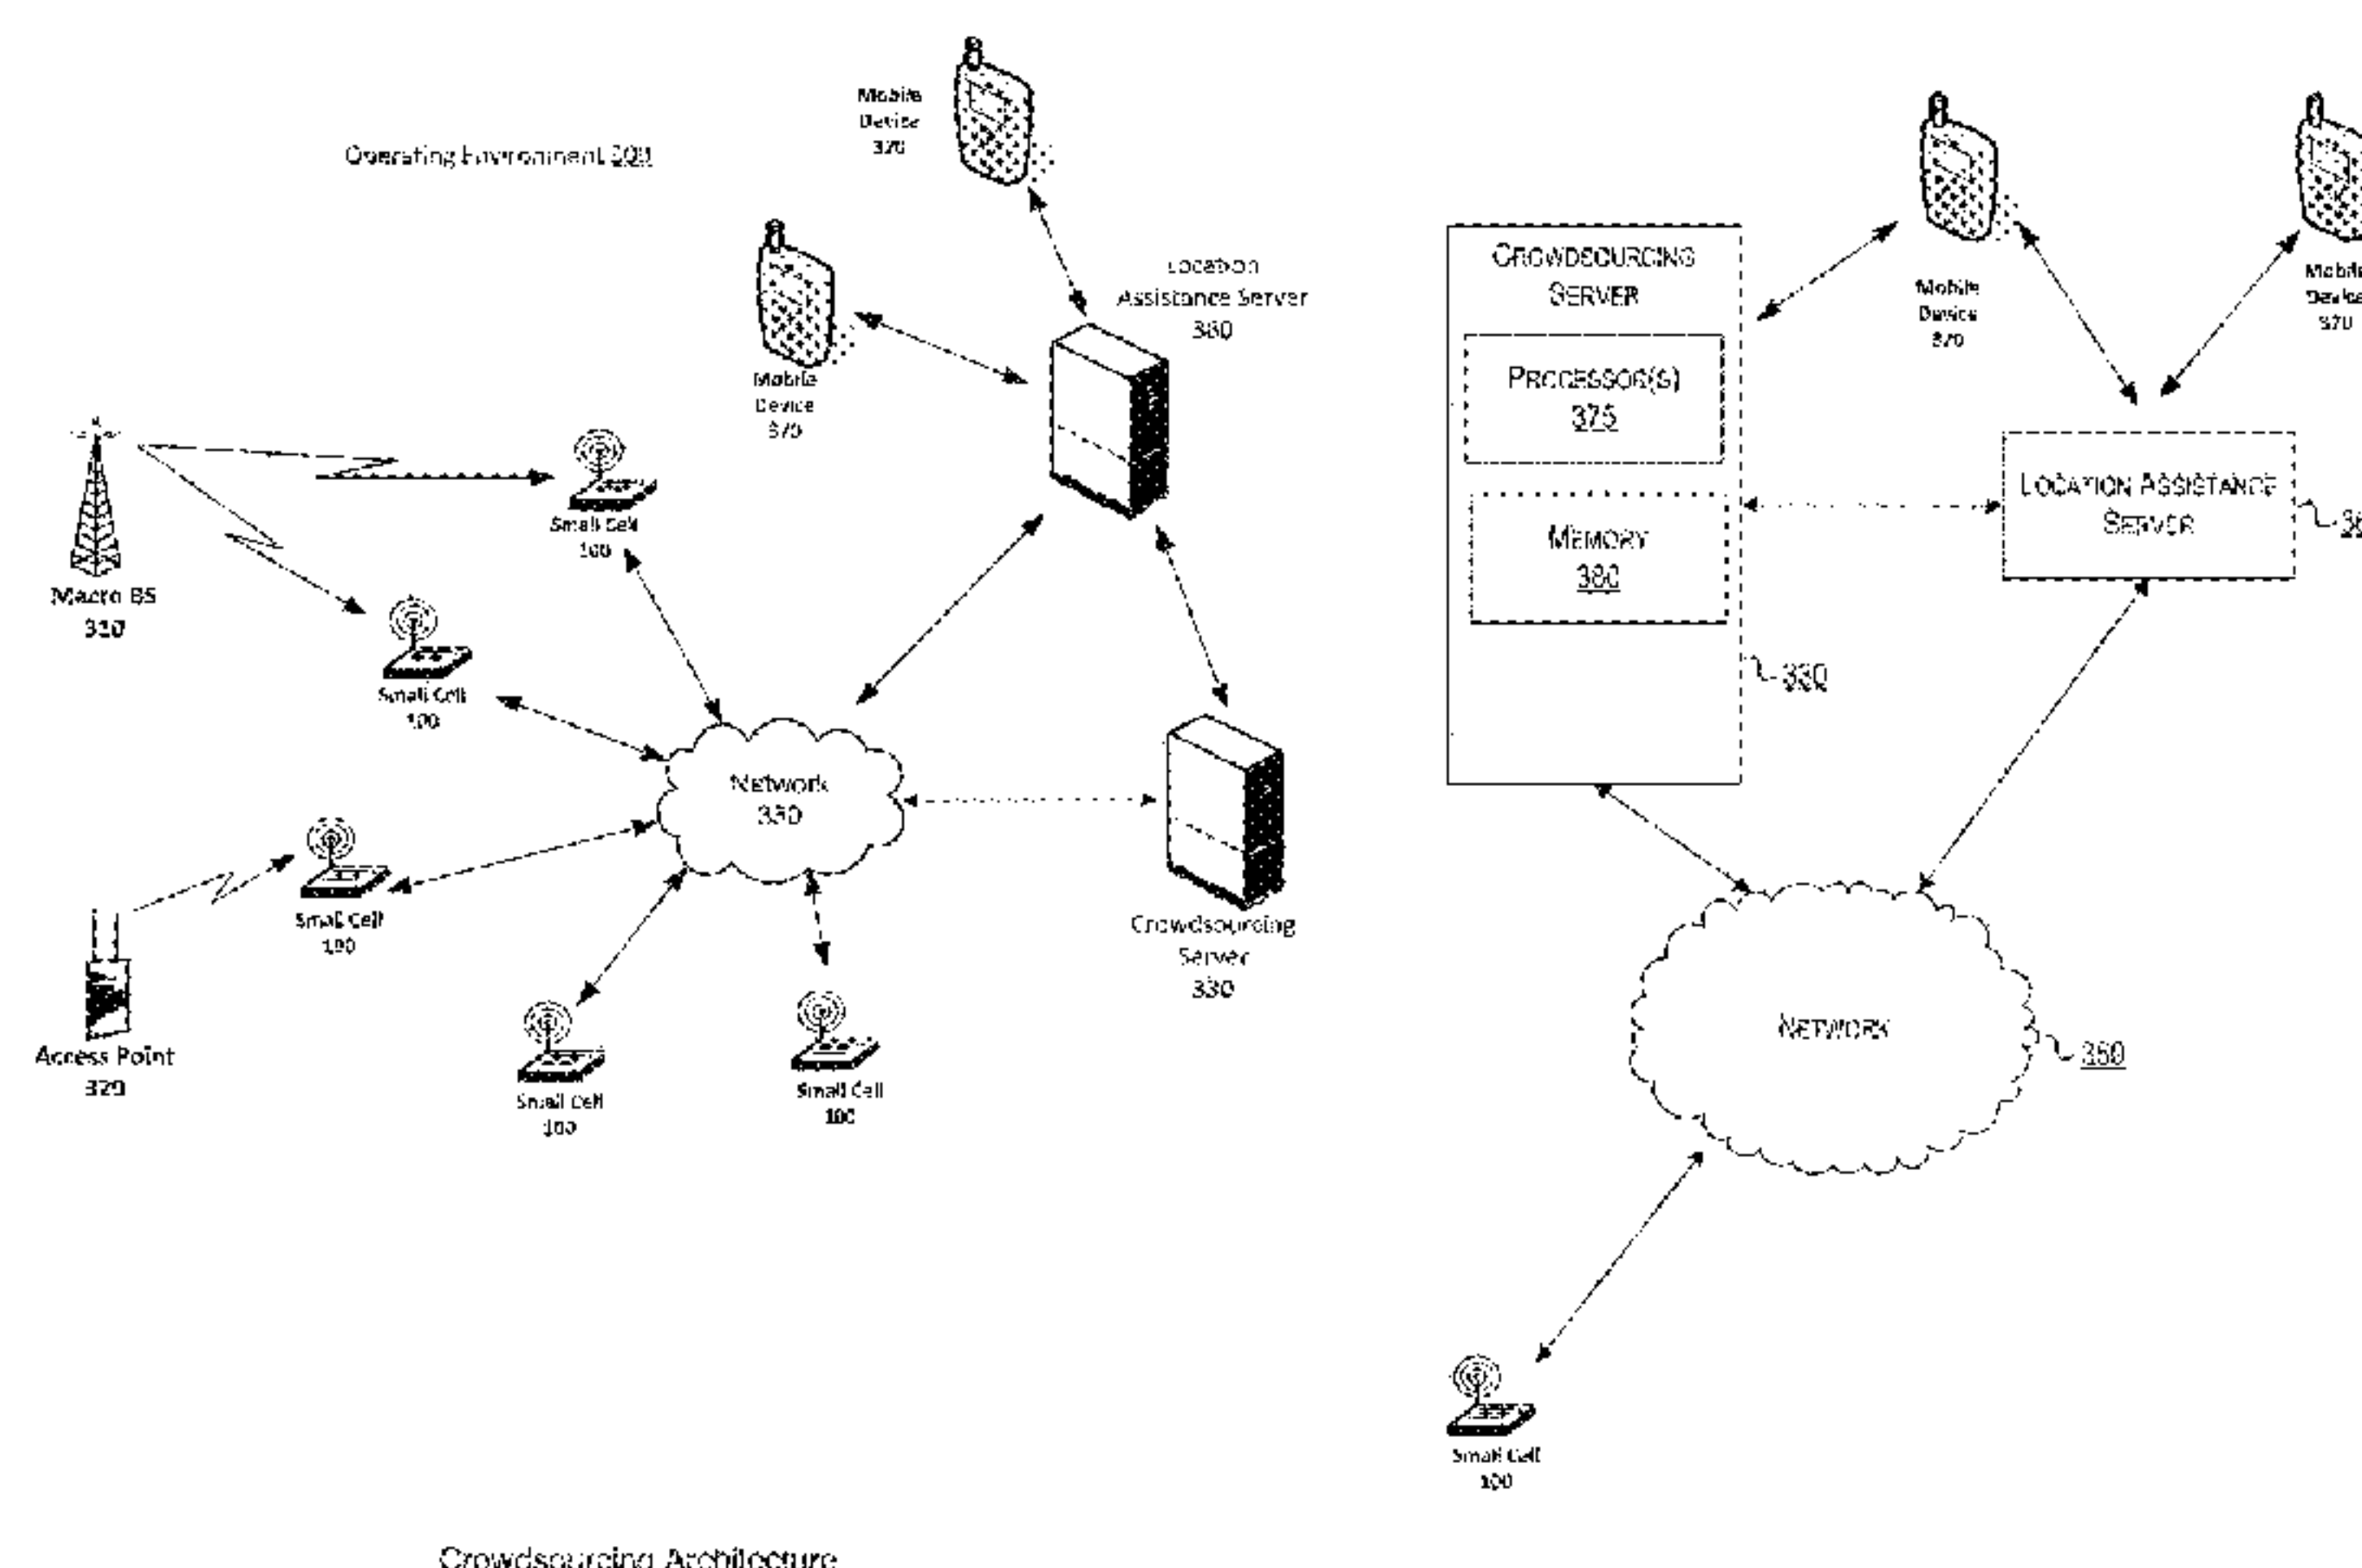 Mobile
Device
370
Operating Environment
Location
Assistance Server
360
Mobile
Device
370
Small Cell
100
Macro BS
310
Small Cell
100
Network
350
Small Cell
100
Access Point
320
Small Cell
100
Small Cell
100
Crowdsourcing
Server
330
Crowdsourcing Architecture
CROWDSOURCING
SERVER
PROCESSOR(S)
375
MEMORY
380
330
Mobile
Device
370
Mobile
Device
370
LOCATION ASSISTANCE
SERVER
NETWORK
350
Small Cell
100